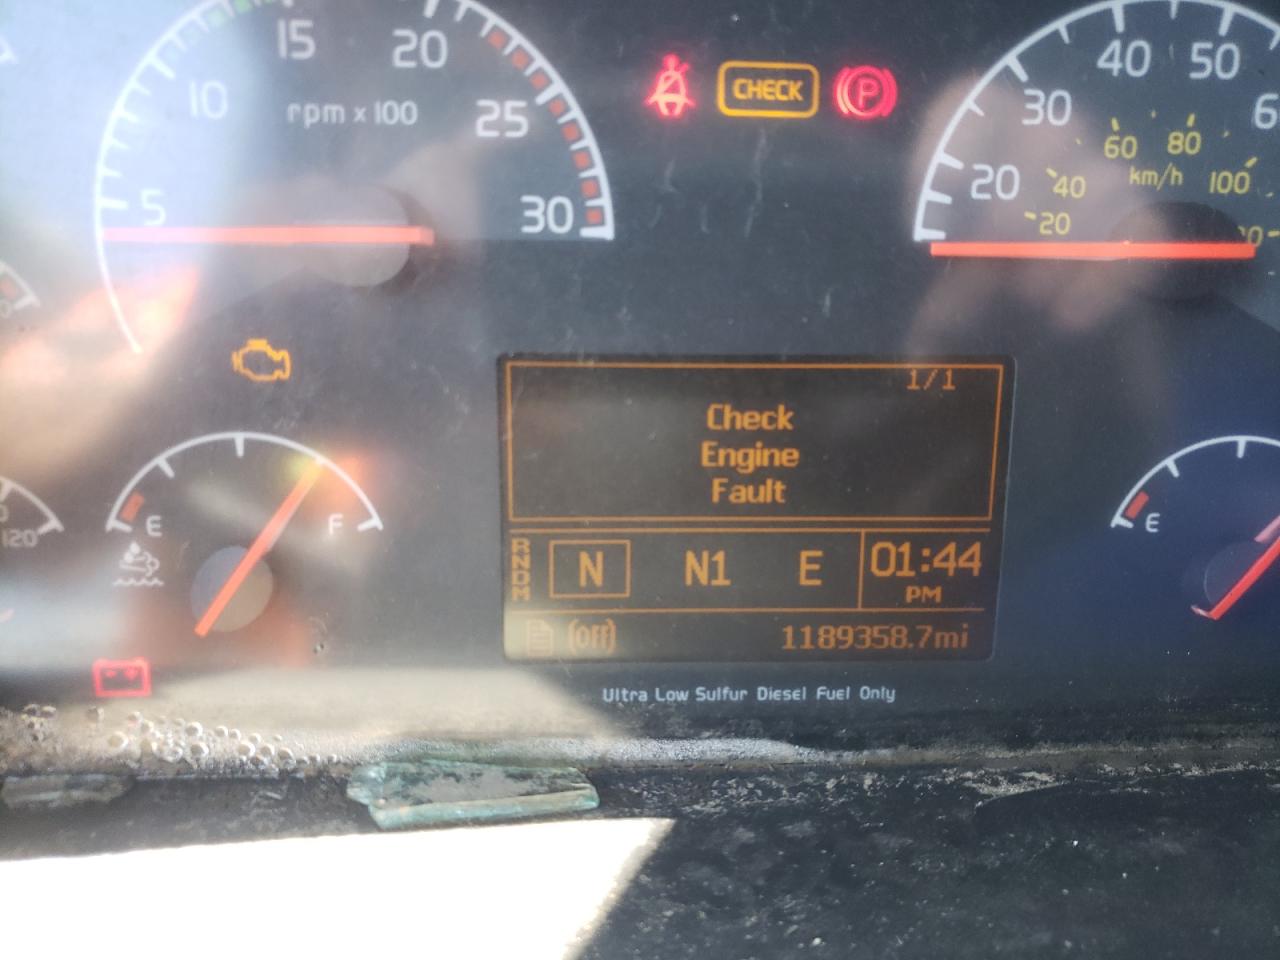 15
20
10
rpm x 100
25
5
30
CHECK
P
40
50
30
60
80
20
40
km/h
100
20
1/1
Check
Engine
Fault
E
F
120
E
RNDM
N
N1
E
01:44
PM
(Off)
1189358.7mi
Ultra Low Sulfur Diesel Fuel Only